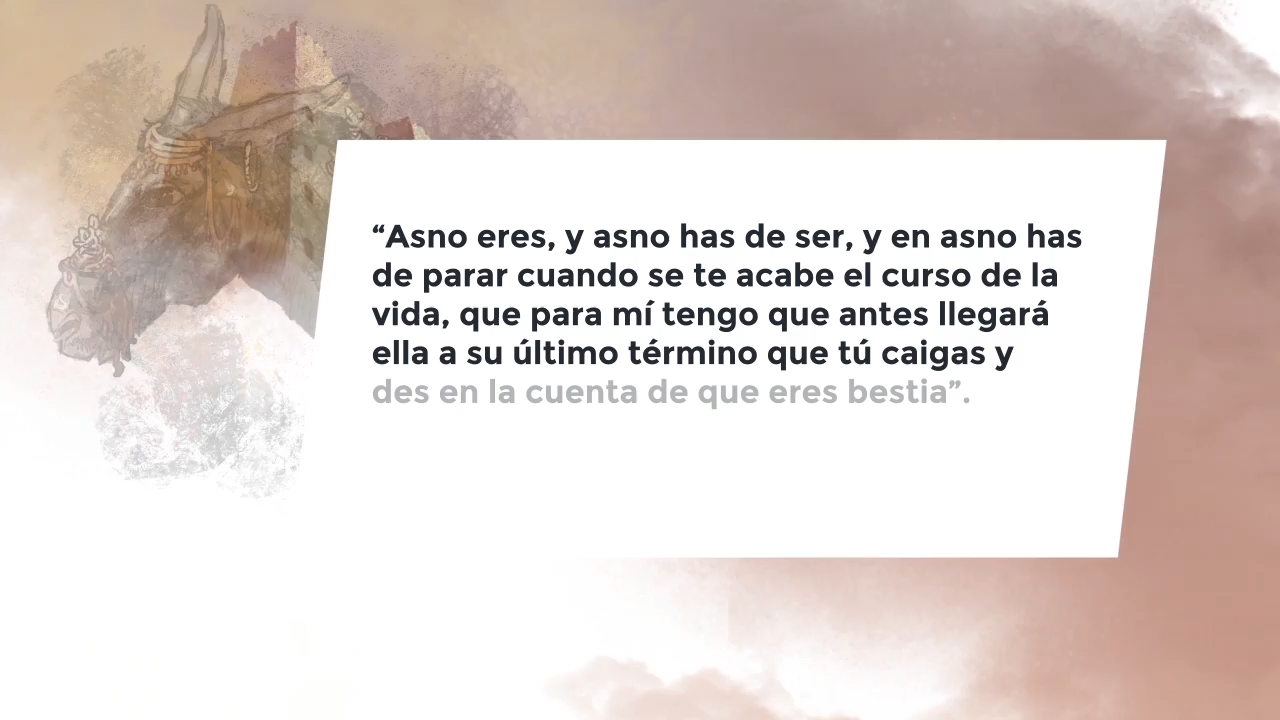 “Asno eres, y asno has de ser, y en asno has
de parar cuando se te acabe el curso de la
vida, que para mí tengo que antes llegará
ella a su último término que tú caigas y
des en la cuenta de que eres bestia”.